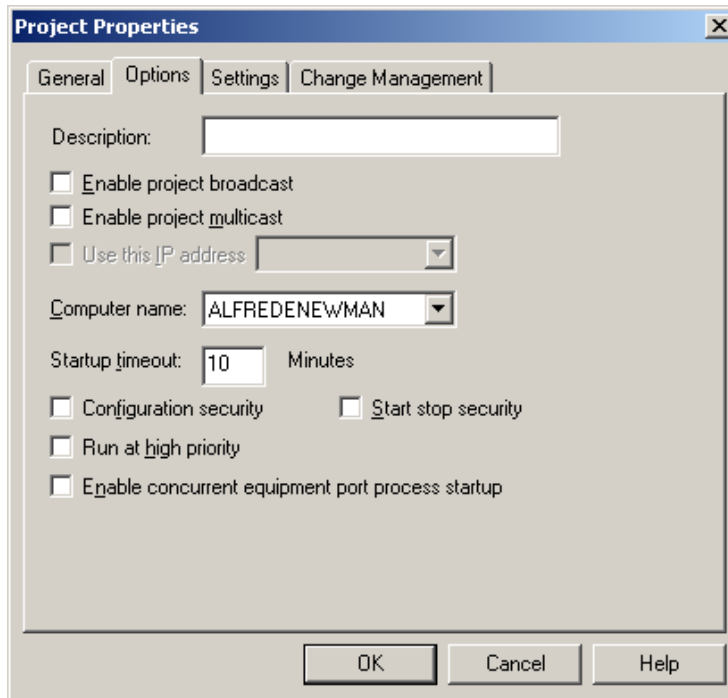 Project Properties
General Options Settings Change Management
Description:
Enable project broadcast
Enable project multicast
Use this IP address
Computer name: ALFREDENEWMAN
Startup timeout: 10 Minutes
Configuration security Start stop security
Run at high priority
Enable concurrent equipment port process startup
OK Cancel Help